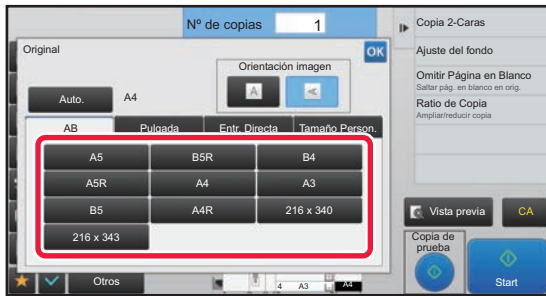 Nº de copias 1
Original
OK
Orientación imagen
A
A
Auto. A4
AB Pulgada Entr. Directa Tamaño Person.
A5 B5R B4
A5R A4 A3
B5 A4R 216 x 340
216 x 343
Otros
4 A3 A4
Copia 2-Caras
Ajuste del fondo
Omitir Página en Blanco
Saltar pág. en blanco en orig.
Ratio de Copia
Ampliar/reducir copia
Vista previa CA
Copia de
prueba
Start